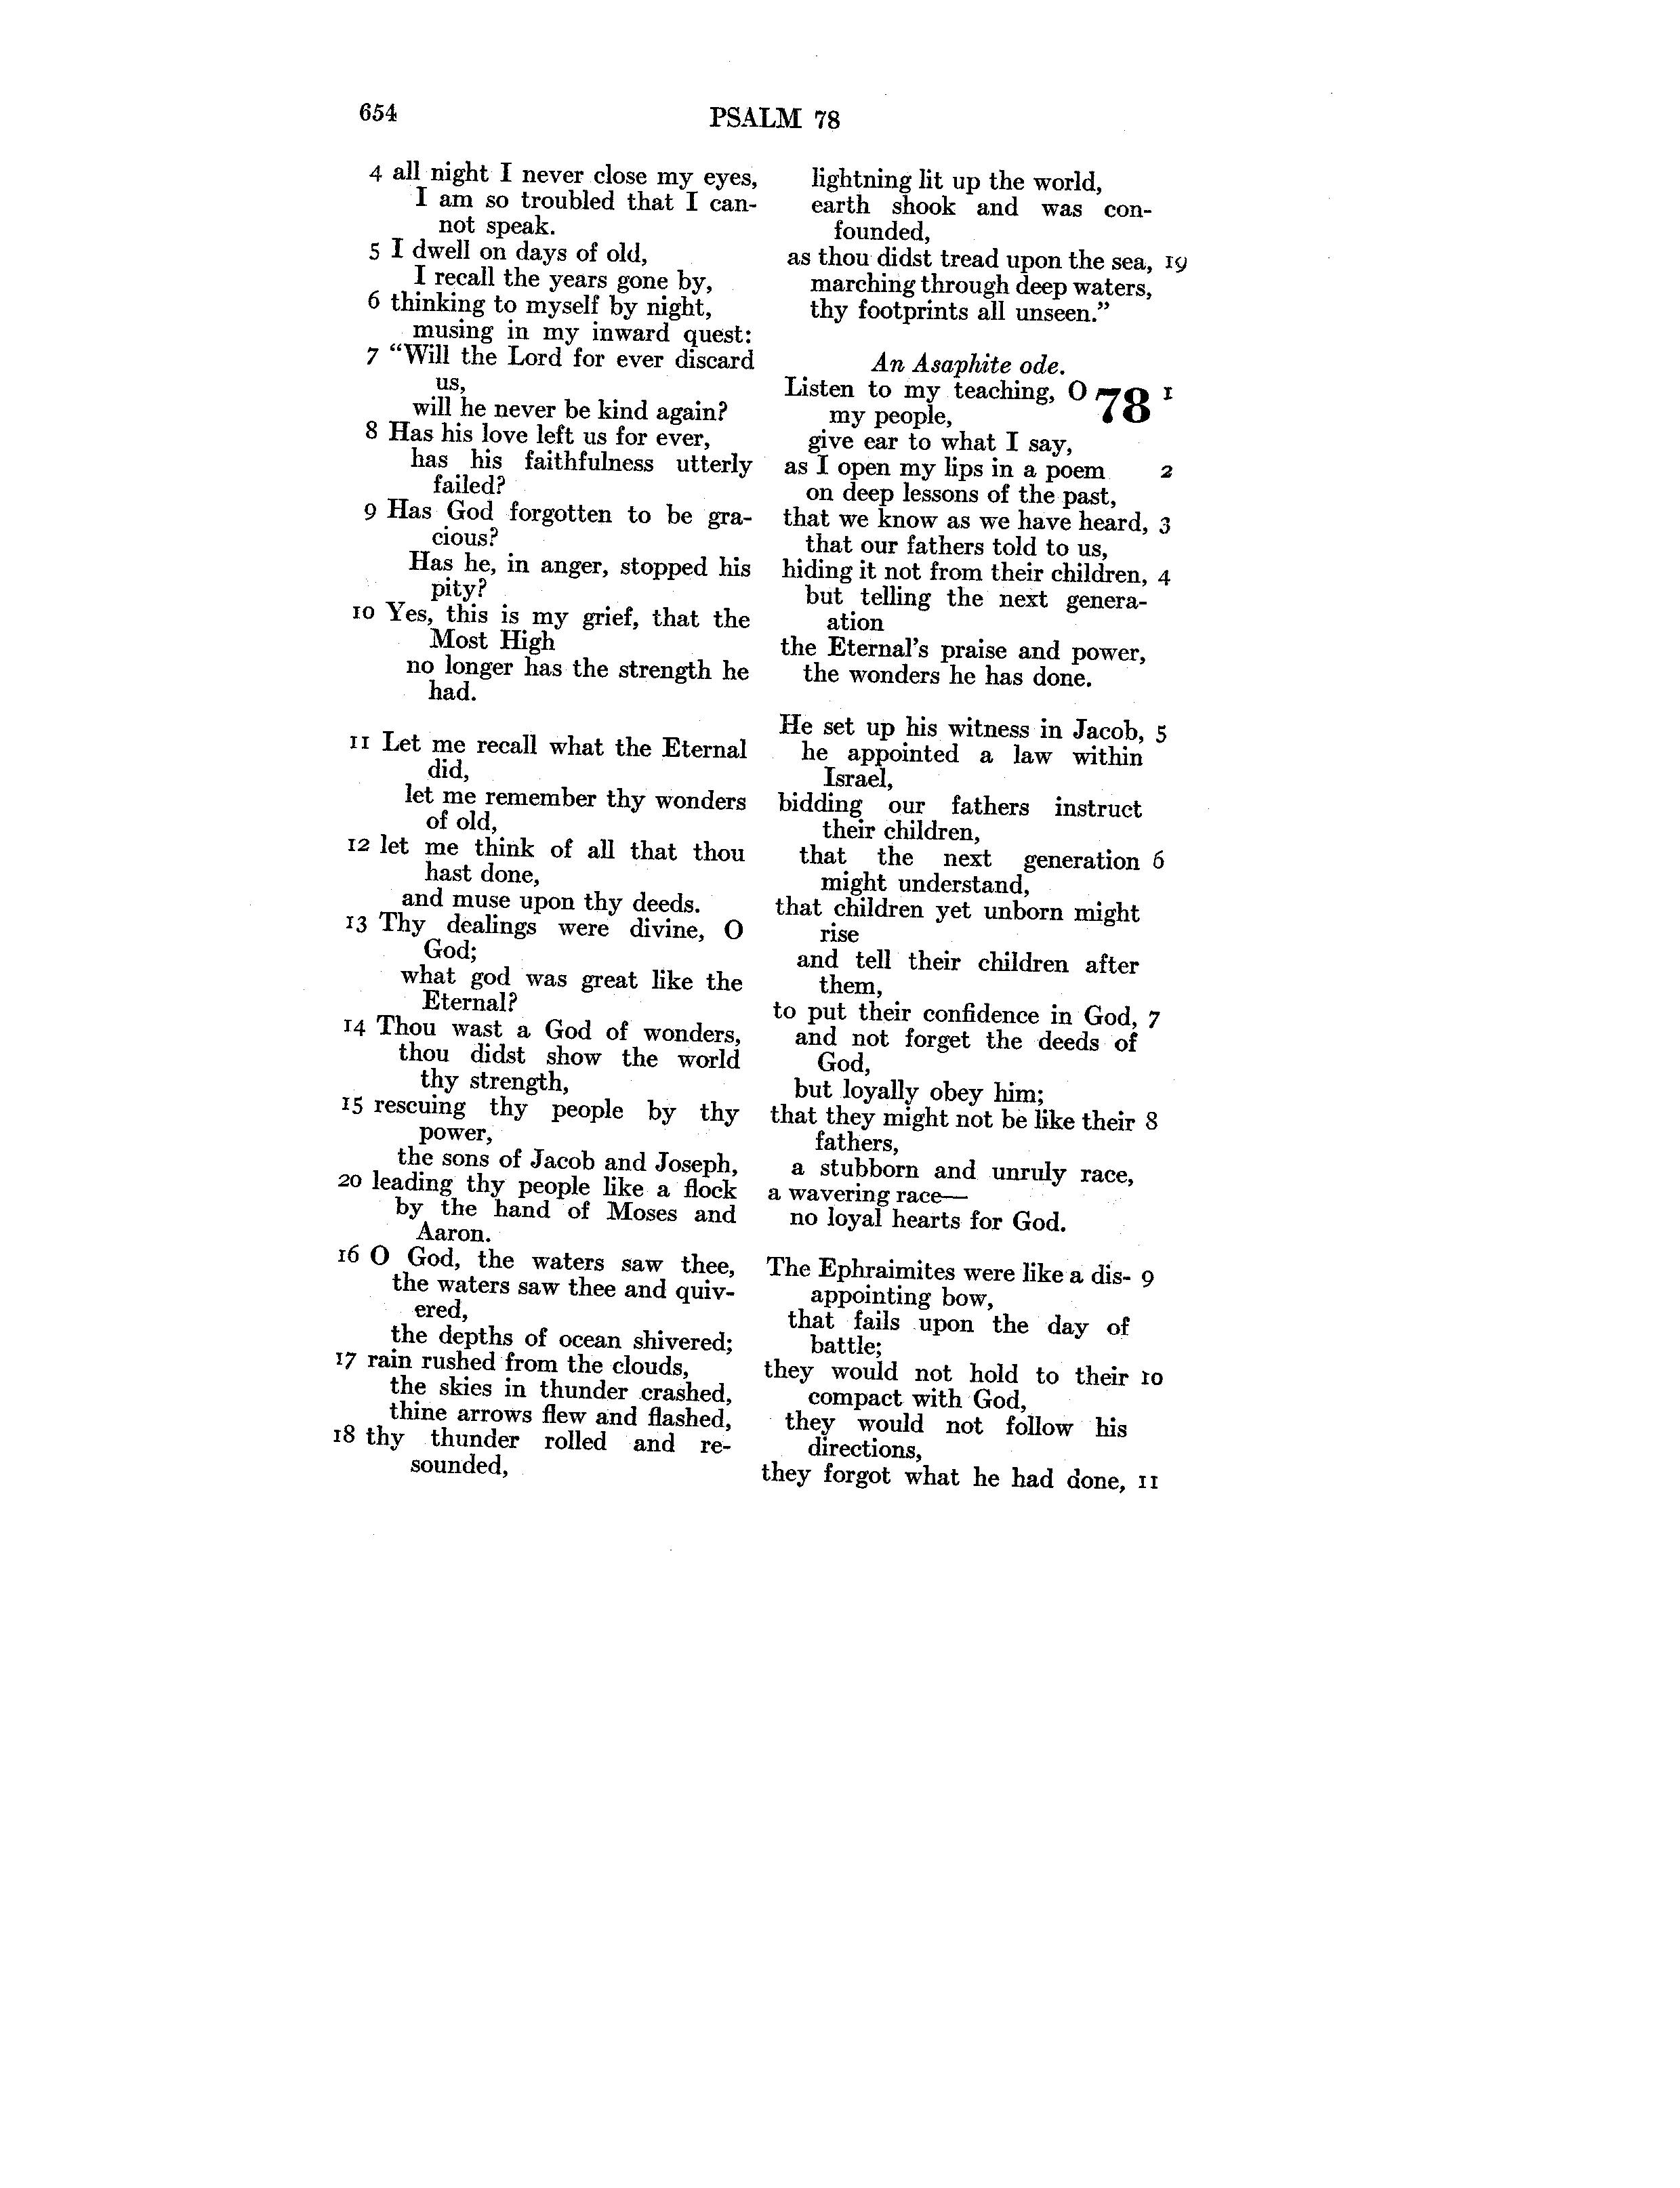 654
PSALM 78
4 all night I never close my eyes,
I am so troubled that I can-
not speak.
5 I dwell on days of old,
I recall the years gone by,
6 thinking to myself by night,
musing in my inward quest:
7 “Will the Lord for ever discard
us,
will he never be kind again?
8 Has his love left us for ever,
has his faithfulness utterly
failed?
9 Has God forgotten to be gra-
cious?
Has he, in anger, stopped his
pity?
10 Yes, this is my grief, that the
Most High
no longer has the strength he
had.
11 Let me recall what the Eternal
did,
let me remember thy wonders
of old,
12 let me think of all that thou
hast done,
and muse upon thy deeds.
13 Thy dealings were divine, O
God;
what god was great like the
Eternal?
14 Thou wast a God of wonders,
thou didst show the world
thy strength,
15 rescuing thy people by thy
power,
the sons of Jacob and Joseph,
20 leading thy people like a flock
by the hand of Moses and
Aaron.
16 O God, the waters saw thee,
the waters saw thee and quiv-
ered,
the depths of ocean shivered;
17 rain rushed from the clouds,
the skies in thunder crashed,
thine arrows flew and flashed,
18 thy thunder rolled and re-
sounded,
lightning lit up the world,
earth shook and was con-
founded,
as thou didst tread upon the sea, 19
marching through deep waters,
thy footprints all unseen.”
An Asaphite ode.
Listen to my teaching, O 78 1
my people,
give ear to what I say,
as I open my lips in a poem 2
on deep lessons of the past,
that we know as we have heard, 3
that our fathers told to us,
hiding it not from their children, 4
but telling the next genera-
ation
the Eternal's praise and power,
the wonders he has done.
He set up his witness in Jacob, 5
he appointed a law within
Israel,
bidding our fathers instruct
their children,
that the next generation 6
might understand,
that children yet unborn might
rise
and tell their children after
them,
to put their confidence in God, 7
and not forget the deeds of
God,
but loyally obey him;
that they might not be like their 8
fathers,
a stubborn and unruly race,
a wavering race—
no loyal hearts for God.
The Ephraimites were like a dis- 9
appointing bow,
that fails upon the day of
battle;
they would not hold to their 10
compact with God,
they would not follow his
directions,
they forgot what he had done, 11